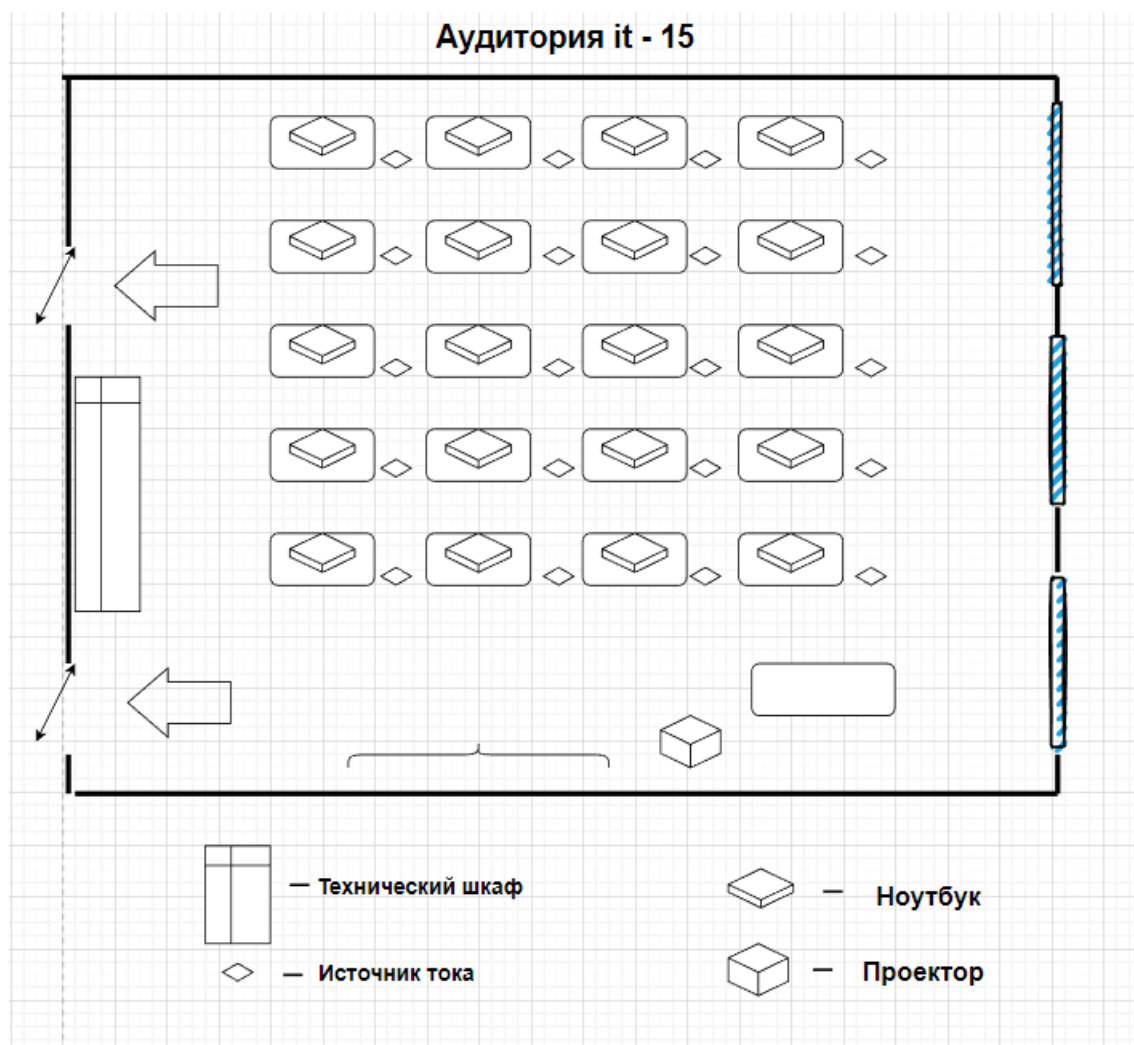 Аудитория it - 15
— Технический шкаф
— Ноутбук
— Источник тока
— Проектор